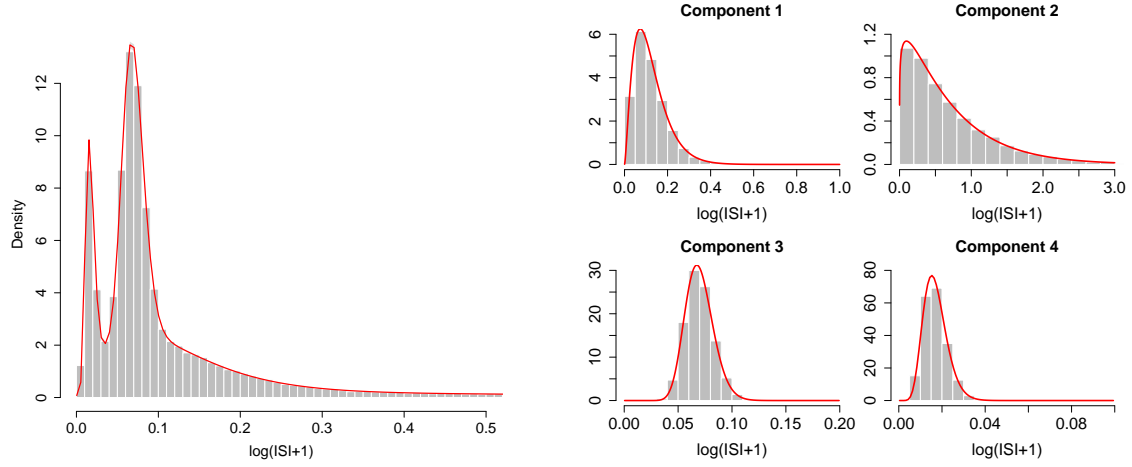 Density
12
10
8
6
4
2
0
0.0 0.1 0.2 0.3 0.4 0.5
log(ISI+1)
Component 1
6
4
2
0
0.0 0.2 0.4 0.6 0.8 1.0
log(ISI+1)
Component 2
1.2
0.8
0.4
0.0
0.0 1.0 2.0 3.0
log(ISI+1)
Component 3
30
20
10
0
0.00 0.05 0.10 0.20
log(ISI+1)
Component 4
80
60
40
20
0
0.00 0.04 0.08
log(ISI+1)